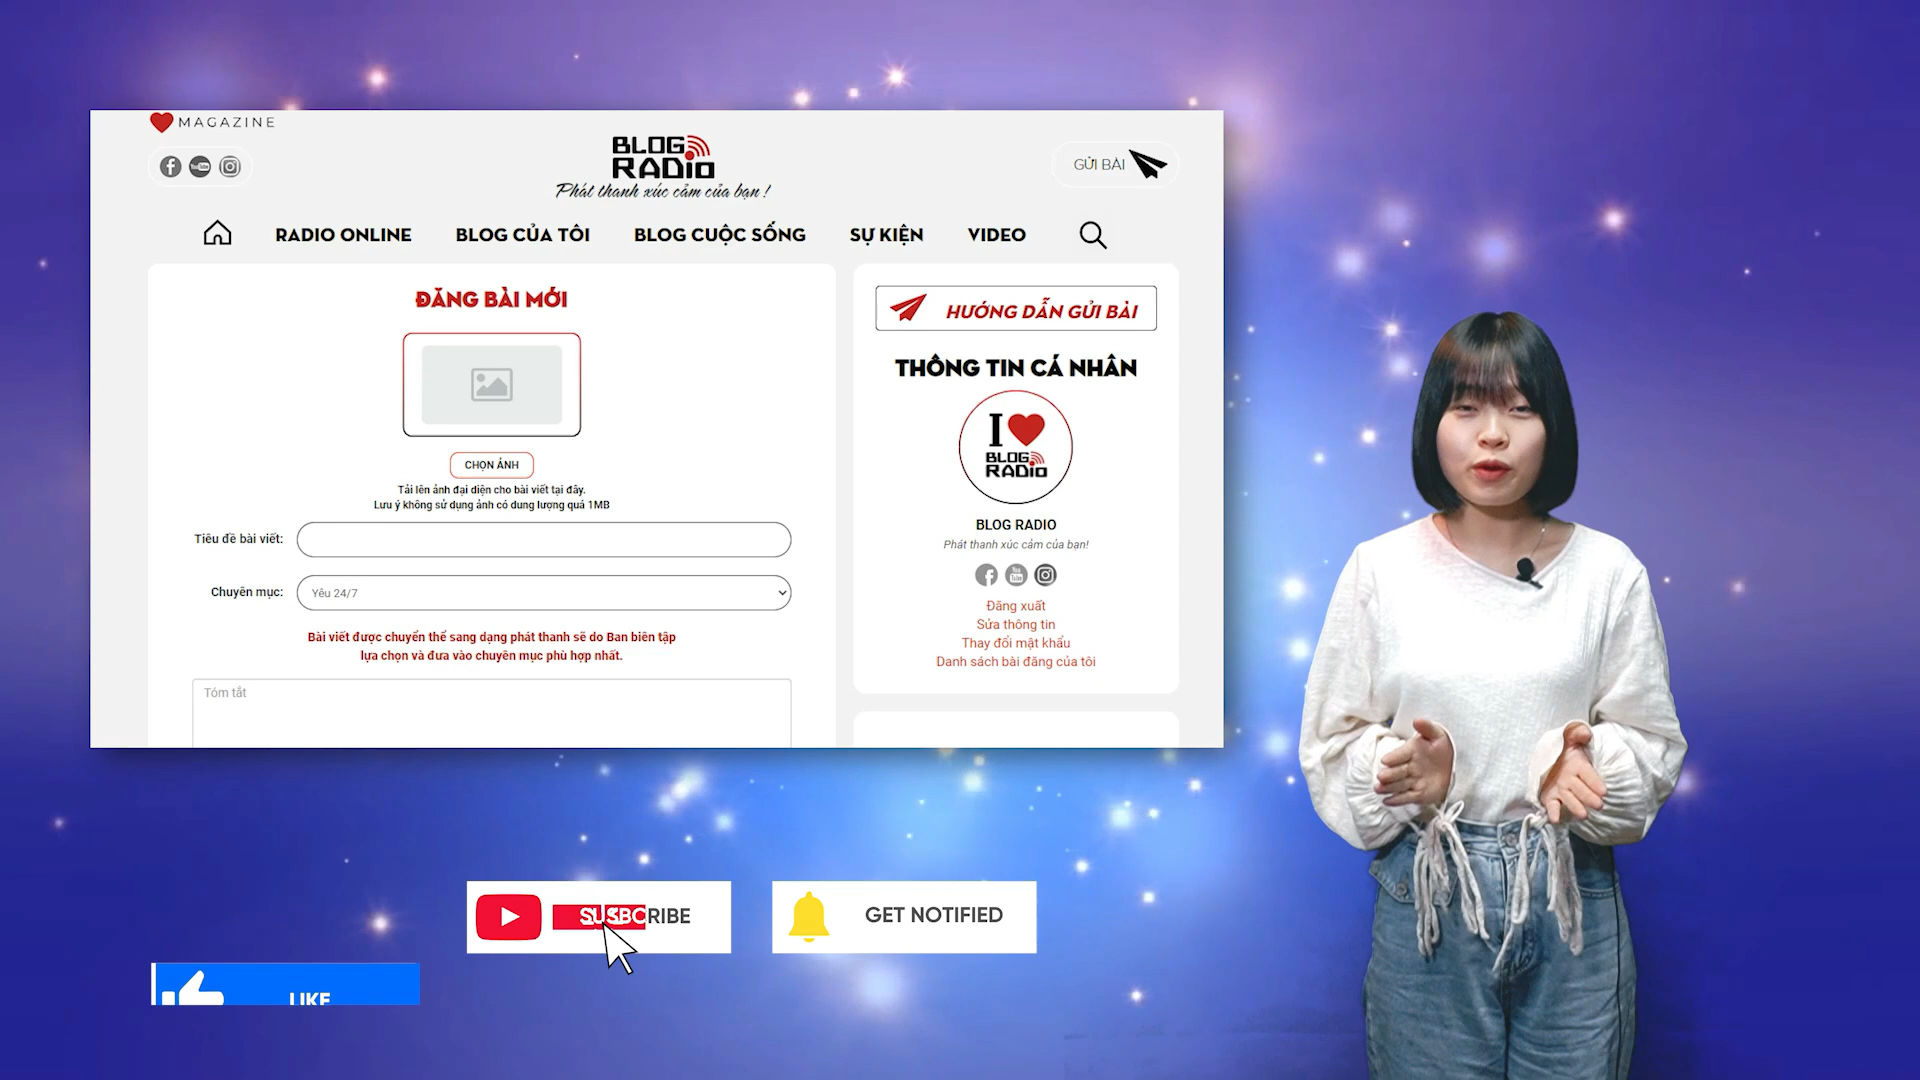 MAGAZINE
BLOG
RADIO
Phát thanh xúc cảm của bạn !
GỬI BÀI
RADIO ONLINE
BLOG CỦA TÔI
BLOG CUỘC SỐNG
SỰ KIỆN
VIDEO
ĐĂNG BÀI MỚI
CHỌN ẢNH
Tải lên ảnh đại diện cho bài viết tại đây.
Lưu ý không sử dụng ảnh có dung lượng quá 1MB
Tiêu đề bài viết:
Chuyên mục:
Yêu 24/7
Bài viết được chuyển thể sang dạng phát thanh sẽ do Ban biên tập
lựa chọn và đưa vào chuyên mục phù hợp nhất.
Tóm tắt
HƯỚNG DẪN GỬI BÀI
THÔNG TIN CÁ NHÂN
I
BLOG
RADIO
BLOG RADIO
Phát thanh xúc cảm của bạn!
Đăng xuất
Sửa thông tin
Thay đổi mật khẩu
Danh sách bài đăng của tôi
GET NOTIFIED
LIKE